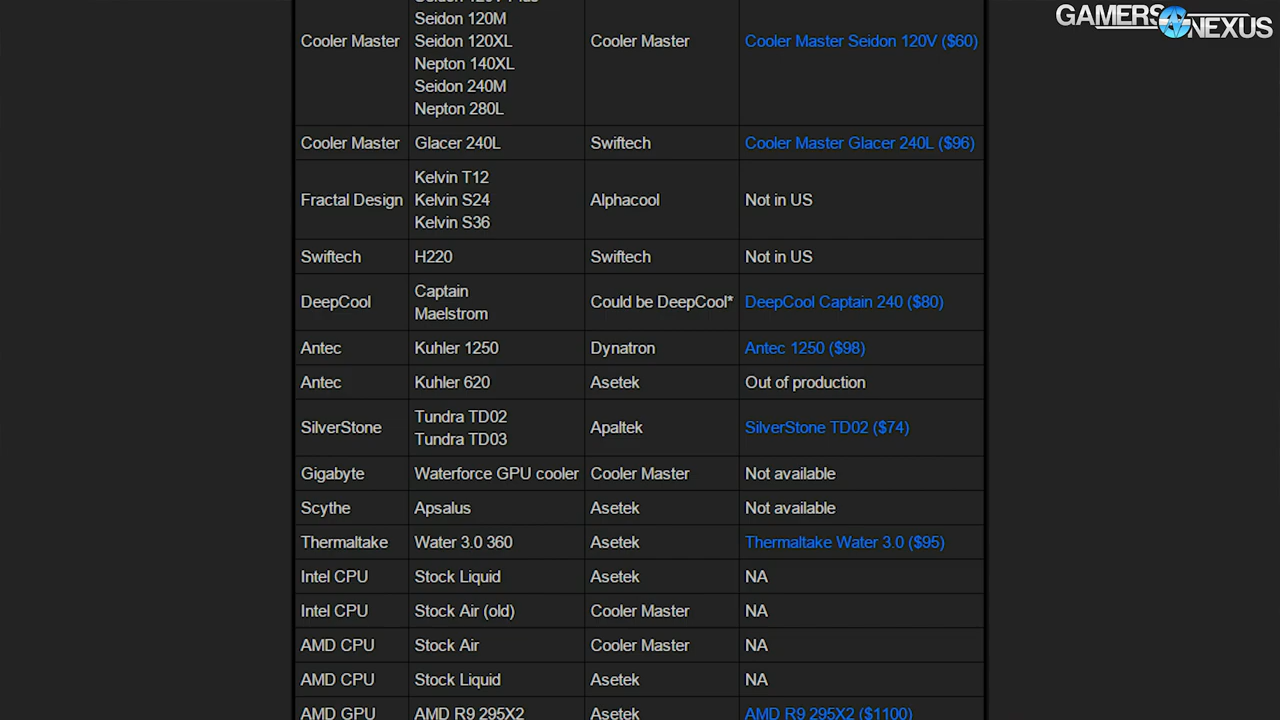 GAMERS NEXUS
Seidon 120M
Cooler Master Seidon 120XL Cooler Master Cooler Master Seidon 120V ($60)
Nepton 140XL
Seidon 240M
Nepton 280L
Cooler Master Glacer 240L Swiftech Cooler Master Glacer 240L ($96)
Kelvin T12
Fractal Design Kelvin S24 Alphacool Not in US
Kelvin S36
Swiftech H220 Swiftech Not in US
Captain
DeepCool Could be DeepCool* DeepCool Captain 240 ($80)
Maelstrom
Antec Kuhler 1250 Dynatron Antec 1250 ($98)
Antec Kuhler 620 Asetek Out of production
Tundra TD02
SilverStone Apaltek SilverStone TD02 ($74)
Tundra TD03
Gigabyte Waterforce GPU cooler Cooler Master Not available
Scythe Apsalus Asetek Not available
Thermaltake Water 3.0 360 Asetek Thermaltake Water 3.0 ($95)
Intel CPU Stock Liquid Asetek NA
Intel CPU Stock Air (old) Cooler Master NA
AMD CPU Stock Air Cooler Master NA
AMD CPU Stock Liquid Asetek NA
AMD GPU AMD R9 295X2 Asetek AMD R9 295X2 ($1100)